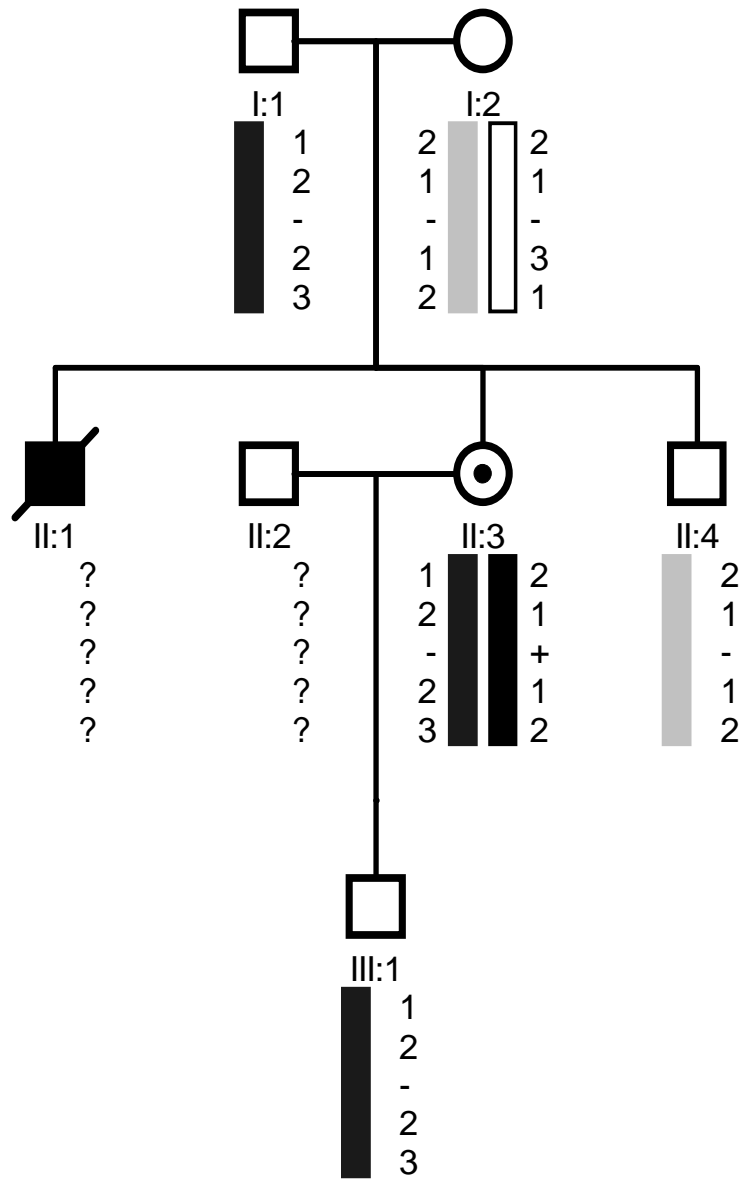 I:1 I:2
1 2 2
2 1 1
- - -
2 1 3
3 2 1
II:1 II:2 II:3 II:4
? ? 1 2 2
? ? 2 1 1
? ? - + -
? ? 2 1 1
? ? 3 2 2
III:1
1
2
-
2
3